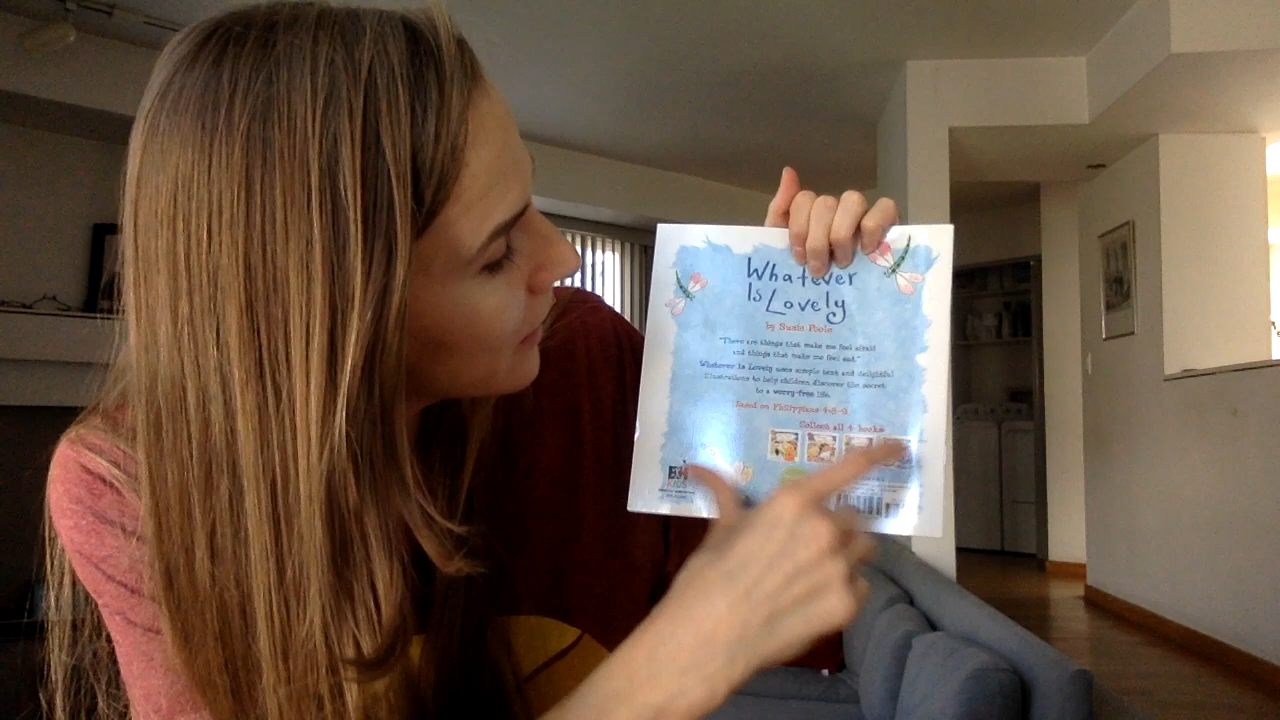 Whatever
Is Lovely
by Susie Poole
"There are things that make me feel afraid
and things that make me feel sad."
Whatever Is Lovely uses simple text and delightful
illustrations to help children discover the secret
to a worry-free life.
Based on Philippians 4:8-9.
Collect all 4 books
KIDS